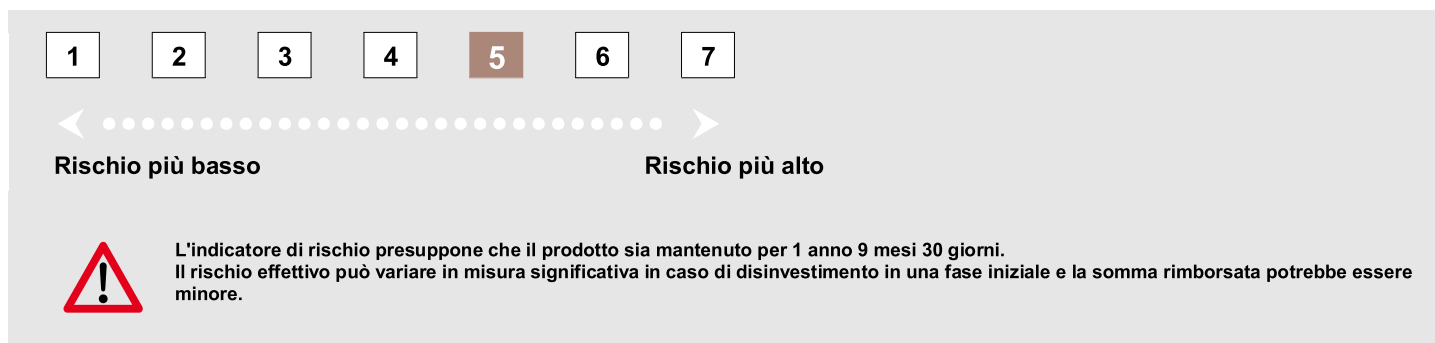 1 2 3 4 5 6 7
Rischio più basso Rischio più alto
L'indicatore di rischio presuppone che il prodotto sia mantenuto per 1 anno 9 mesi 30 giorni.
Il rischio effettivo può variare in misura significativa in caso di disinvestimento in una fase iniziale e la somma rimborsata potrebbe essere
minore.